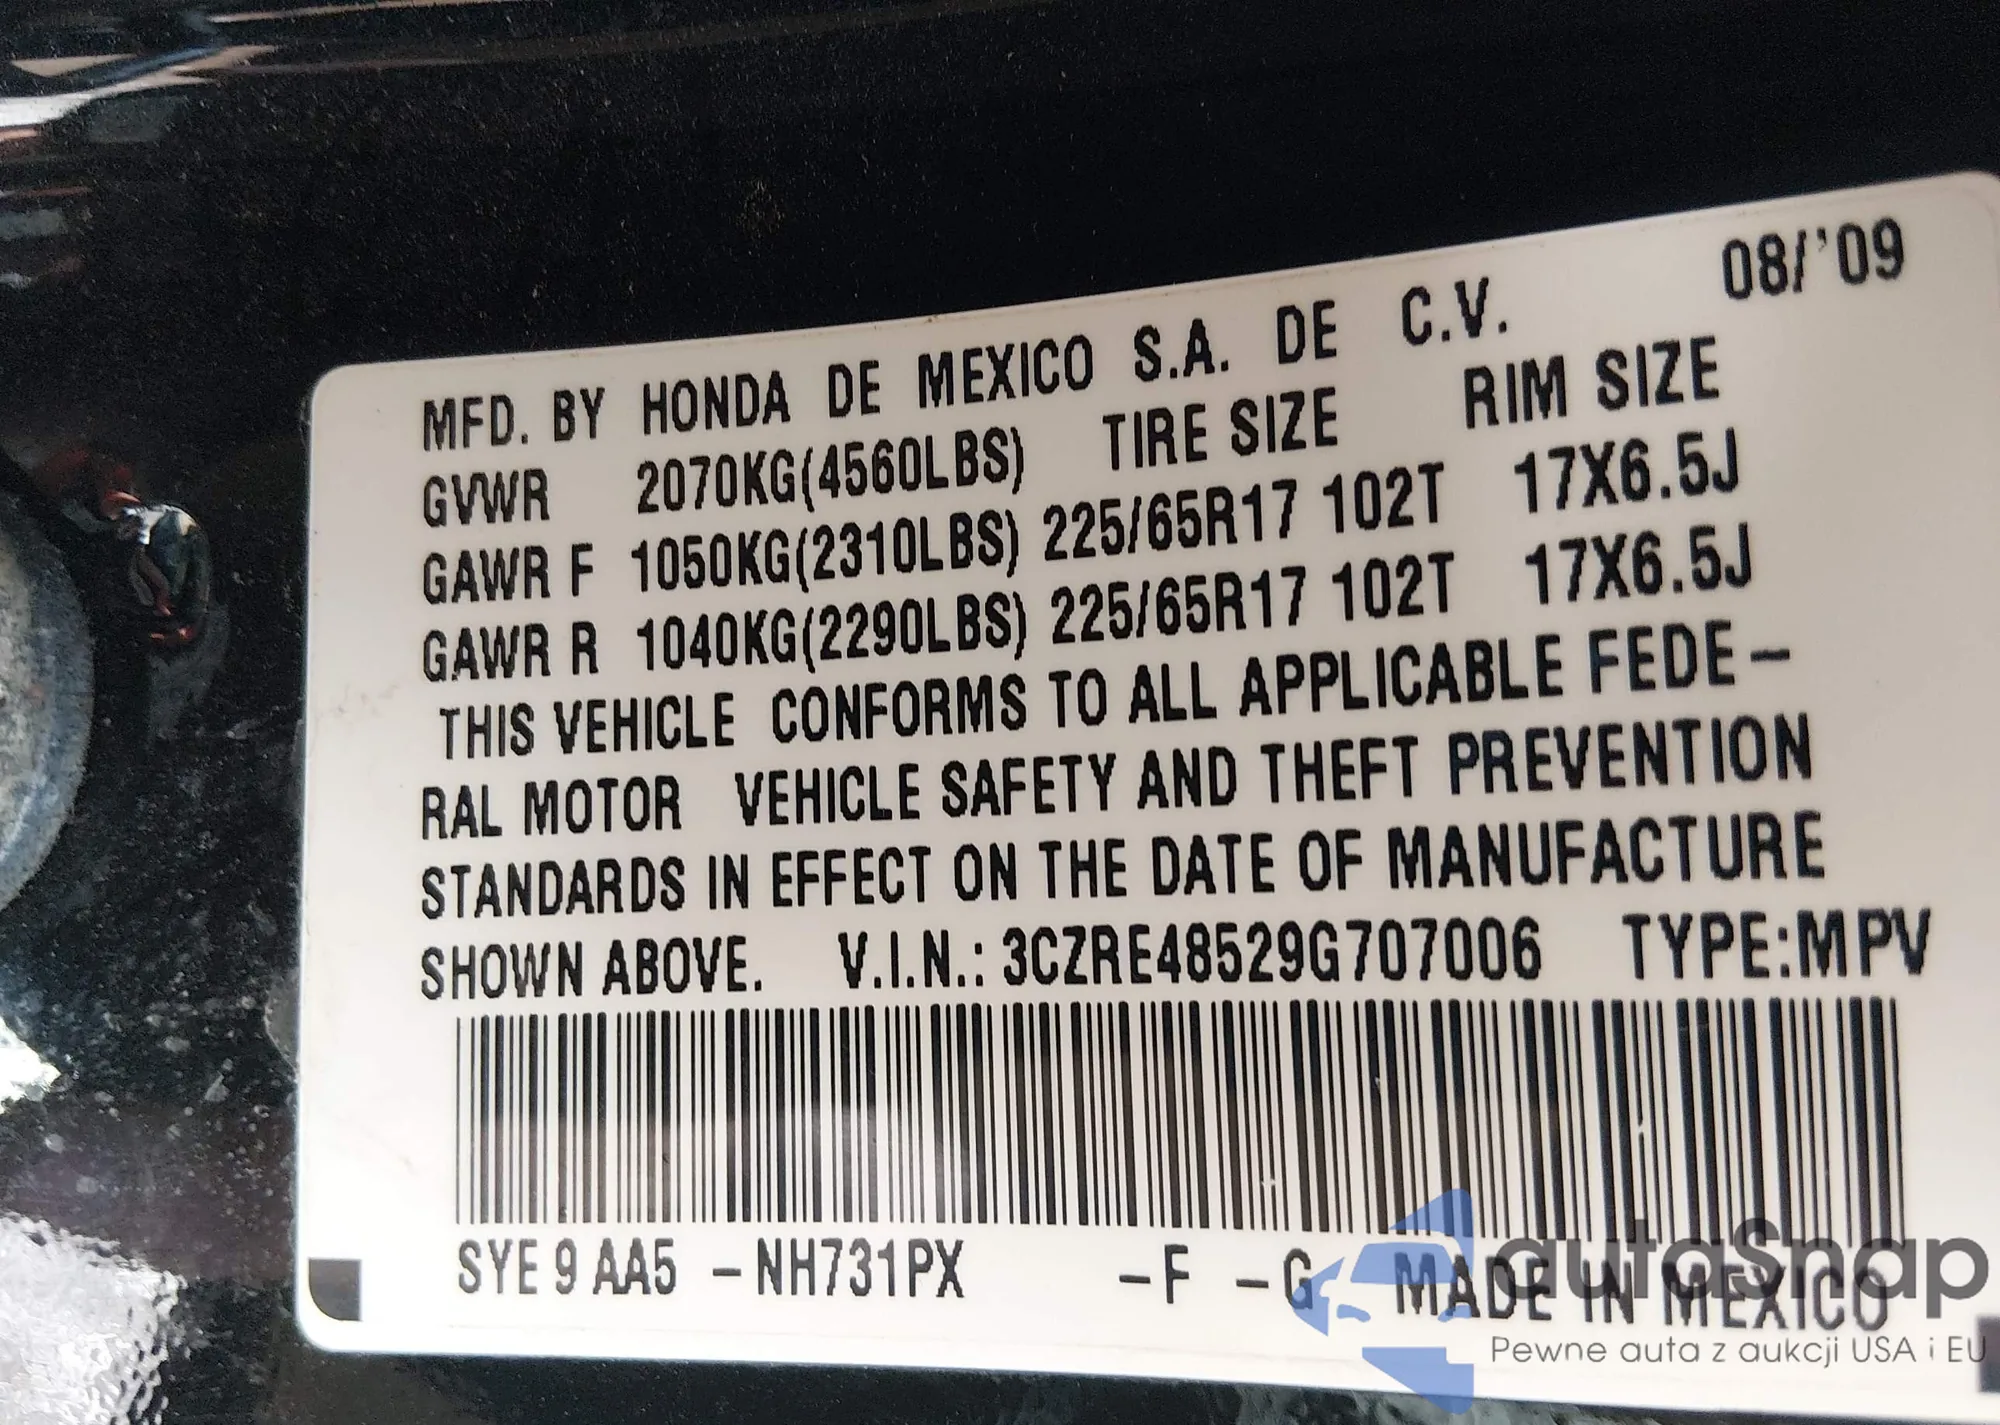 08/'09
MFD. BY HONDA DE MEXICO S.A. DE C.V.
GVWR 2070KG(4560LBS) TIRE SIZE RIM SIZE
GAWR F 1050KG(2310LBS) 225/65R17 102T 17X6.5J
GAWR R 1040KG(2290LBS) 225/65R17 102T 17X6.5J
THIS VEHICLE CONFORMS TO ALL APPLICABLE FEDE-
RAL MOTOR VEHICLE SAFETY AND THEFT PREVENTION
STANDARDS IN EFFECT ON THE DATE OF MANUFACTURE
SHOWN ABOVE. V.I.N.: 3CZRE48529G707006 TYPE:MPV
SYE 9 AA5 -NH731PX -F -G MADE IN MEXICO
autaSnap
Pewne auta z aukcji USA i EU